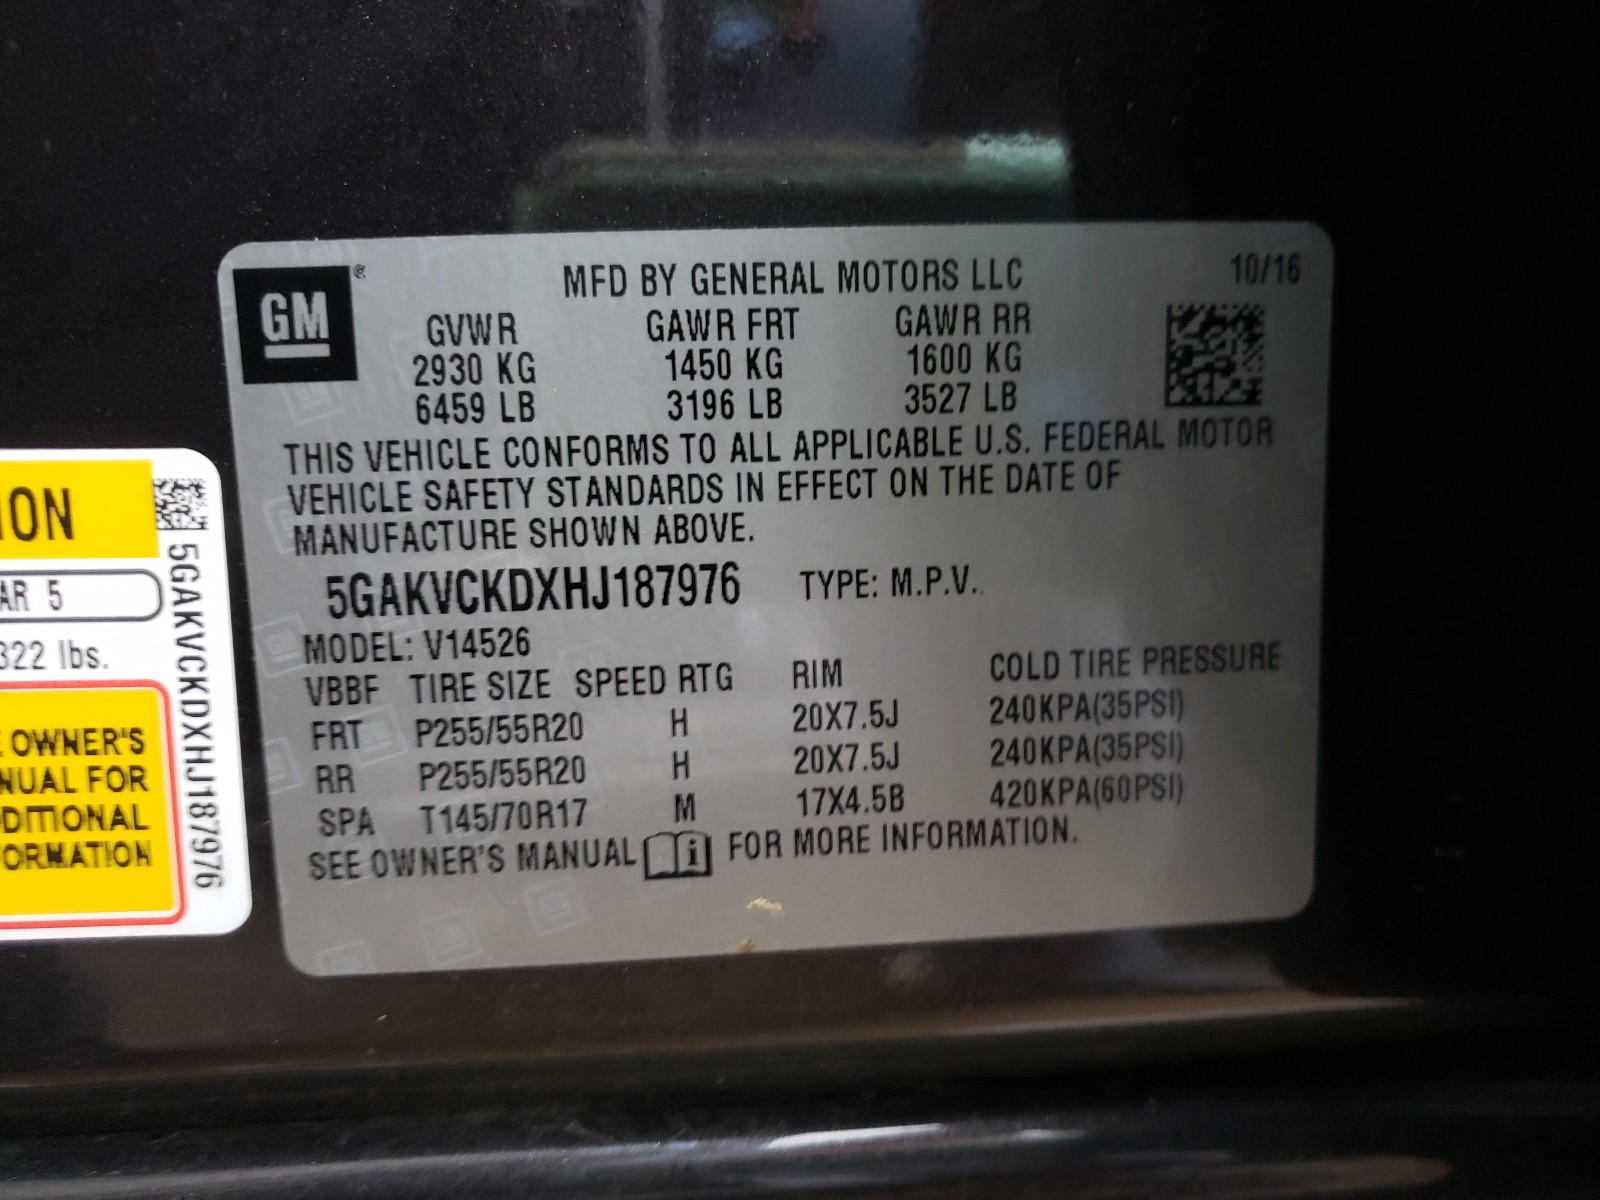 GM ®
MFD BY GENERAL MOTORS LLC
10/16
GVWR GAWR FRT GAWR RR
2930 KG 1450 KG 1600 KG
6459 LB 3196 LB 3527 LB
THIS VEHICLE CONFORMS TO ALL APPLICABLE U.S. FEDERAL MOTOR
VEHICLE SAFETY STANDARDS IN EFFECT ON THE DATE OF
MANUFACTURE SHOWN ABOVE.
5GAKVCKDXHJ187976 TYPE: M.P.V.
MODEL: V14526
VBBF TIRE SIZE SPEED RTG RIM COLD TIRE PRESSURE
FRT P255/55R20 H 20X7.5J 240KPA(35PSI)
RR P255/55R20 H 20X7.5J 240KPA(35PSI)
SPA T145/70R17 M 17X4.5B 420KPA(60PSI)
SEE OWNER'S MANUAL i FOR MORE INFORMATION.
ION
AR 5
322 lbs.
E OWNER'S
NUAL FOR
DITIONAL
ORMATION
5GAKVCKDXHJ187976